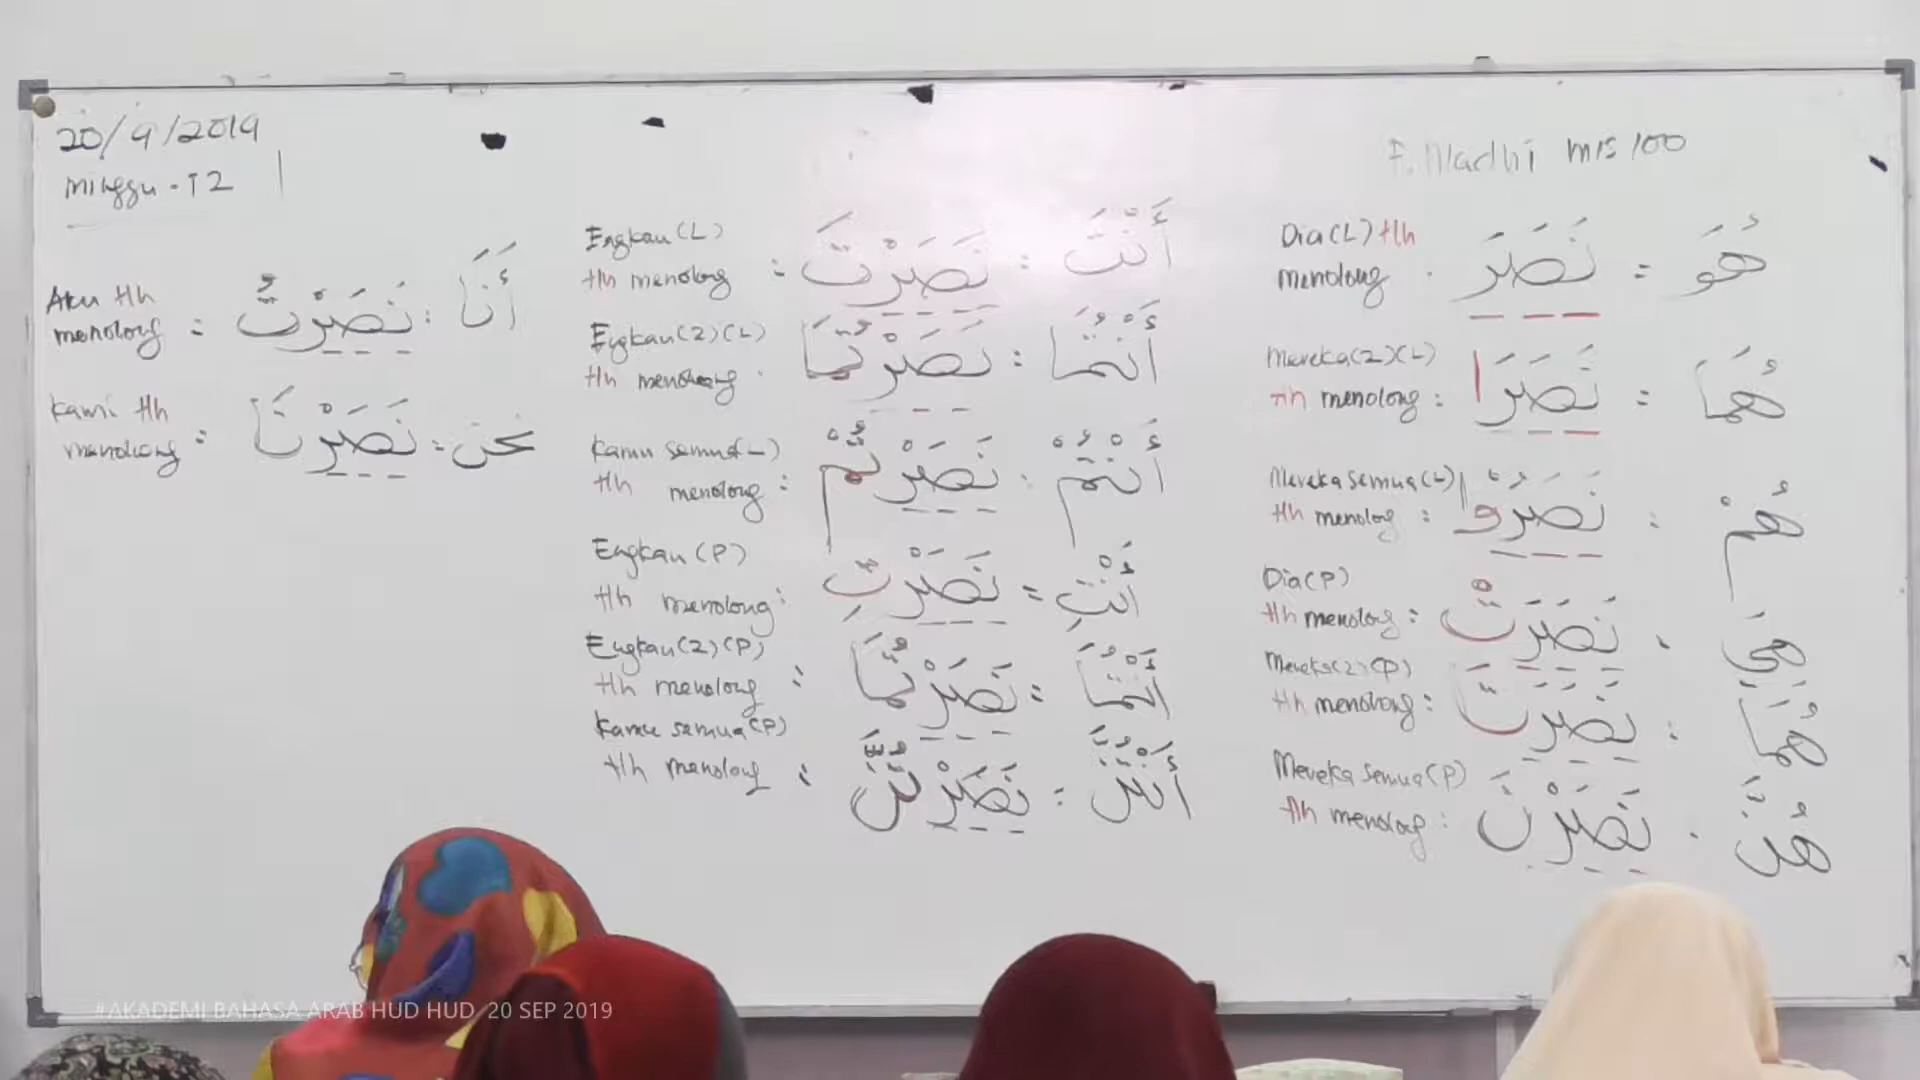 20/9/2019
Minggu - 12
F. Madhi m/s 100
Dia(L) tlh
menolong : نَصَرَ = هُوَ
Mereka(2)(L)
tlh menolong : نَصَرَا = هُمَا
Mereka semua(L)
tlh menolong : نَصَرُوا : هُمْ
Dia(P)
tlh menolong : نَصَرَتْ : هِيَ
Mereka(2)(P)
tlh menolong : نَصَرَتَا : هُمَا
Mereka semua(P)
tlh menolong : نَصَرْنَ : هُنَّ
Engkau(L)
tlh menolong : نَصَرْتَ : أَنْتَ
Engkau(2)(L)
tlh menolong : نَصَرْتُمَا : أَنْتُمَا
Kamu semua(L)
tlh menolong : نَصَرْتُمْ : أَنْتُمْ
Engkau(P)
tlh menolong : نَصَرْتِ = أَنْتِ
Engkau(2)(P)
tlh menolong : نَصَرْتُمَا : أَنْتُمَا
Kamu semua(P)
tlh menolong : نَصَرْتُنَّ : أَنْتُنَّ
Aku tlh
menolong : نَصَرْتُ : أَنَا
Kami tlh
menolong : نَصَرْنَا : نحن
#AKADEMI BAHASA ARAB HUD HUD 20 SEP 2019